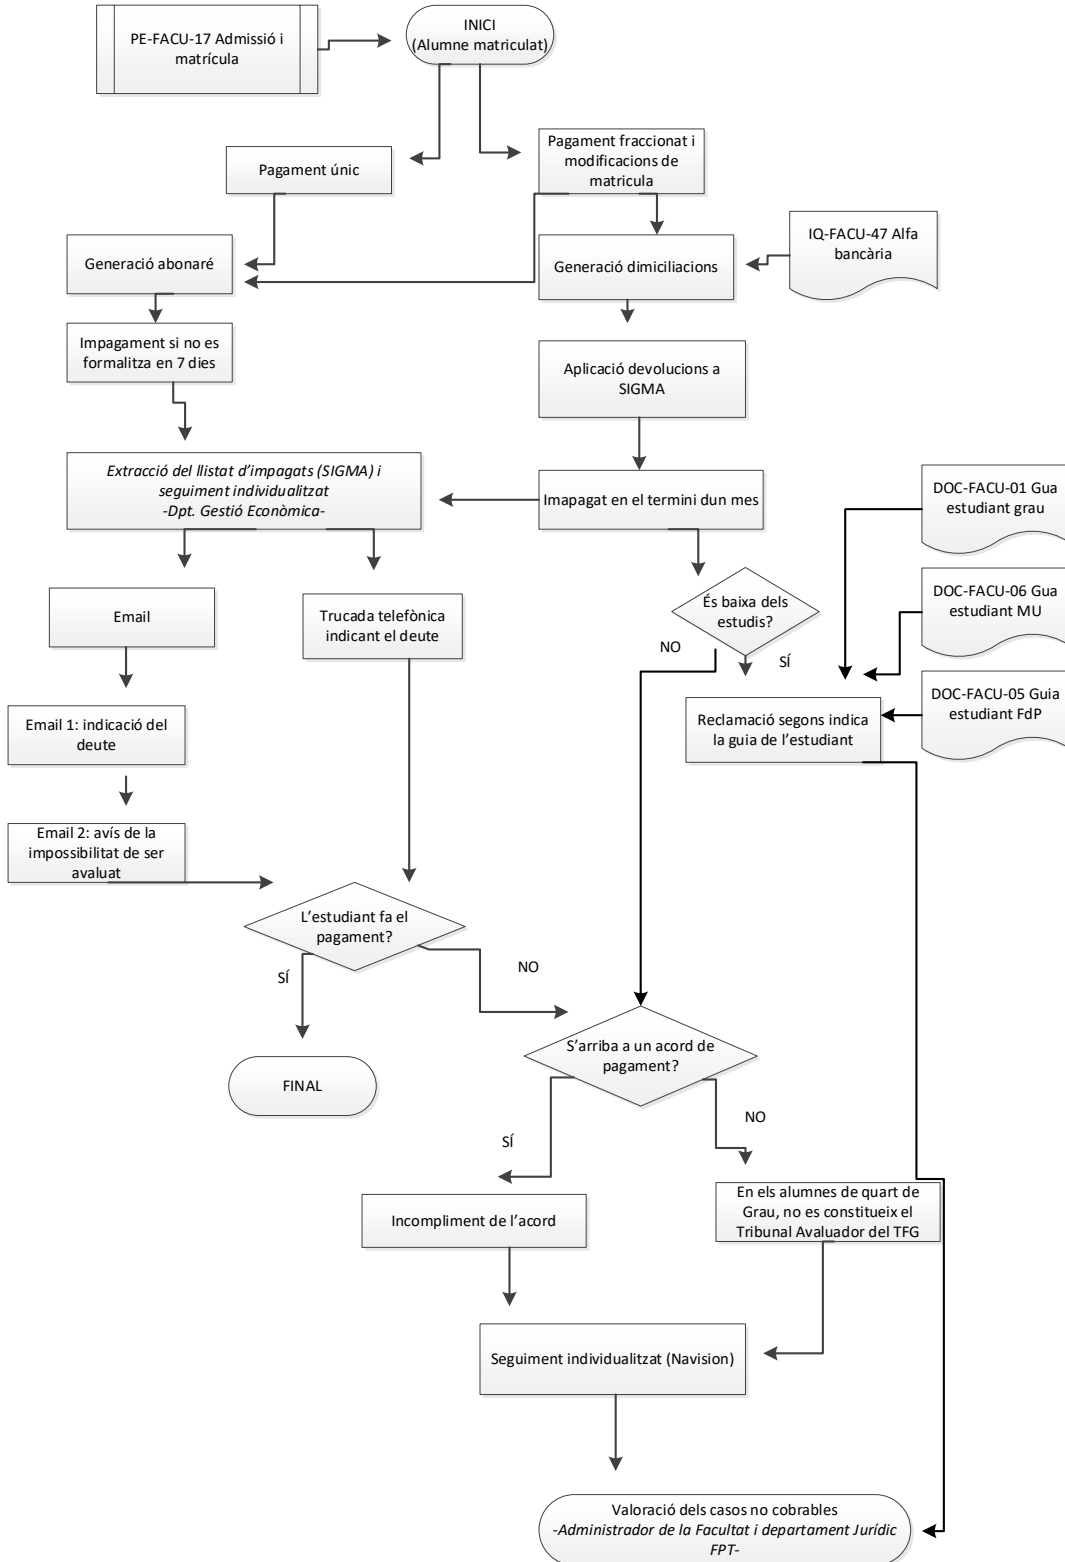 PE-FACU-17 Admissió i
matrícula
INICI
(Alumne matriculat)
Pagament únic
Pagament fraccionat i
modificacions de
matricula
IQ-FACU-47 Alfa
bancària
Generació abonaré
Generació dimiciliacions
Impagament si no es
formalitza en 7 dies
Aplicació devolucions a
SIGMA
Extracció del llistat d’impagats (SIGMA) i
seguiment individualitzat
-Dpt. Gestió Econòmica-
Imapagat en el termini dun mes
DOC-FACU-01 Gua
estudiant grau
Email
Trucada telefònica
indicant el deute
És baixa dels
estudis?
DOC-FACU-06 Gua
estudiant MU
NO
SÍ
Email 1: indicació del
deute
Reclamació segons indica
la guia de l’estudiant
DOC-FACU-05 Guia
estudiant FdP
Email 2: avís de la
impossibilitat de ser
avaluat
L’estudiant fa el
pagament?
SÍ
NO
FINAL
S’arriba a un acord de
pagament?
SÍ
NO
Incompliment de l’acord
En els alumnes de quart de
Grau, no es constitueix el
Tribunal Avaluador del TFG
Seguiment individualitzat (Navision)
Valoració dels casos no cobrables
-Administrador de la Facultat i departament Jurídic
FPT-